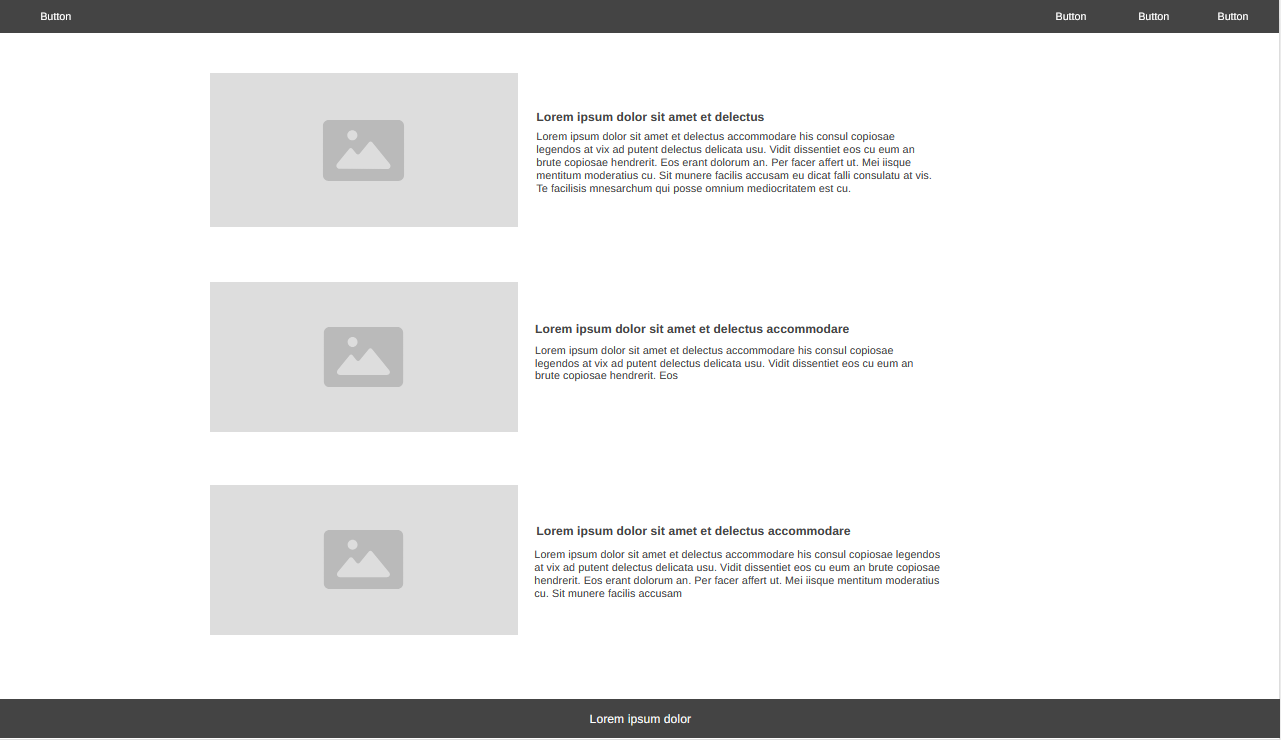 Button
Button
Button
Button
Lorem ipsum dolor sit amet et delectus
Lorem ipsum dolor sit amet et delectus accommodare his consul copiosae
legendos at vix ad putent delectus delicata usu. Vidit dissentiet eos cu eum an
brute copiosae hendrerit. Eos erant dolorum an. Per facer affert ut. Mei iisque
mentitum moderatius cu. Sit munere facilis accusam eu dicat falli consulatu at vis.
Te facilisis mnesarchum qui posse omnium mediocritatem est cu.
Lorem ipsum dolor sit amet et delectus accommodare
Lorem ipsum dolor sit amet et delectus accommodare his consul copiosae
legendos at vix ad putent delectus delicata usu. Vidit dissentiet eos cu eum an
brute copiosae hendrerit. Eos
Lorem ipsum dolor sit amet et delectus accommodare
Lorem ipsum dolor sit amet et delectus accommodare his consul copiosae legendos
at vix ad putent delectus delicata usu. Vidit dissentiet eos cu eum an brute copiosae
hendrerit. Eos erant dolorum an. Per facer affert ut. Mei iisque mentitum moderatius
cu. Sit munere facilis accusam
Lorem ipsum dolor